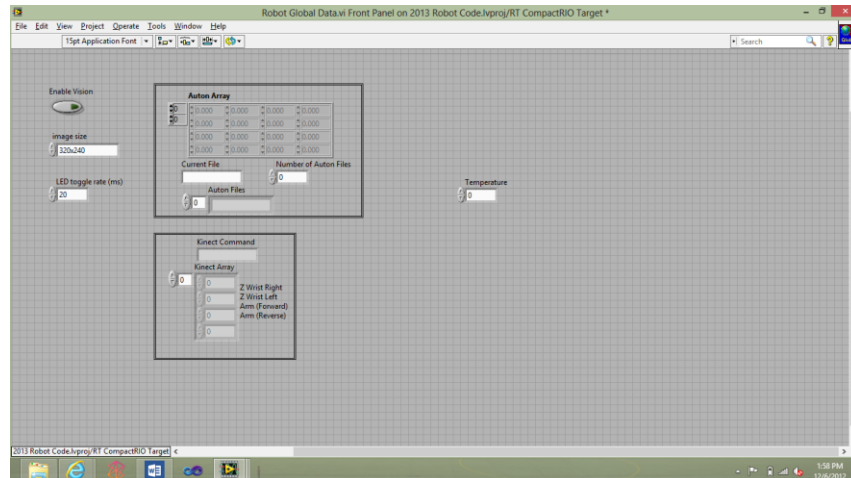 Robot Global Data.vi Front Panel on 2013 Robot Code.lvproj/RT CompactRIO Target *
File Edit View Project Operate Tools Window Help
15pt Application Font
Search
Enable Vision
image size
320x240
LED toggle rate (ms)
20
Auton Array
0 0.000 0.000 0.000 0.000
0 0.000 0.000 0.000 0.000
0.000 0.000 0.000 0.000
0.000 0.000 0.000 0.000
Current File
Number of Auton Files
0
Auton Files
0
Temperature
0
Kinect Command
Kinect Array
0 0 Z Wrist Right
0 Z Wrist Left
0 Arm (Forward)
0 Arm (Reverse)
2013 Robot Code.lvproj/RT CompactRIO Target
1:58 PM
12/6/2012